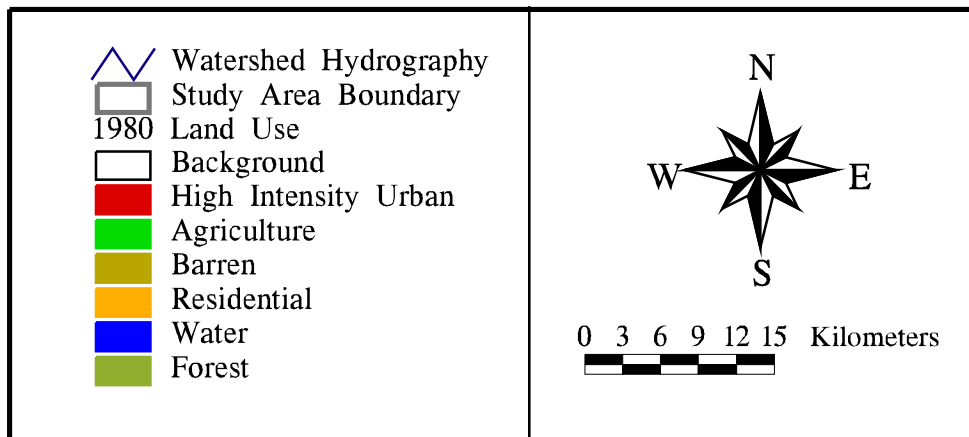 Watershed Hydrography
Study Area Boundary
1980 Land Use
Background
High Intensity Urban
Agriculture
Barren
Residential
Water
Forest
N
W E
S
0 3 6 9 12 15 Kilometers